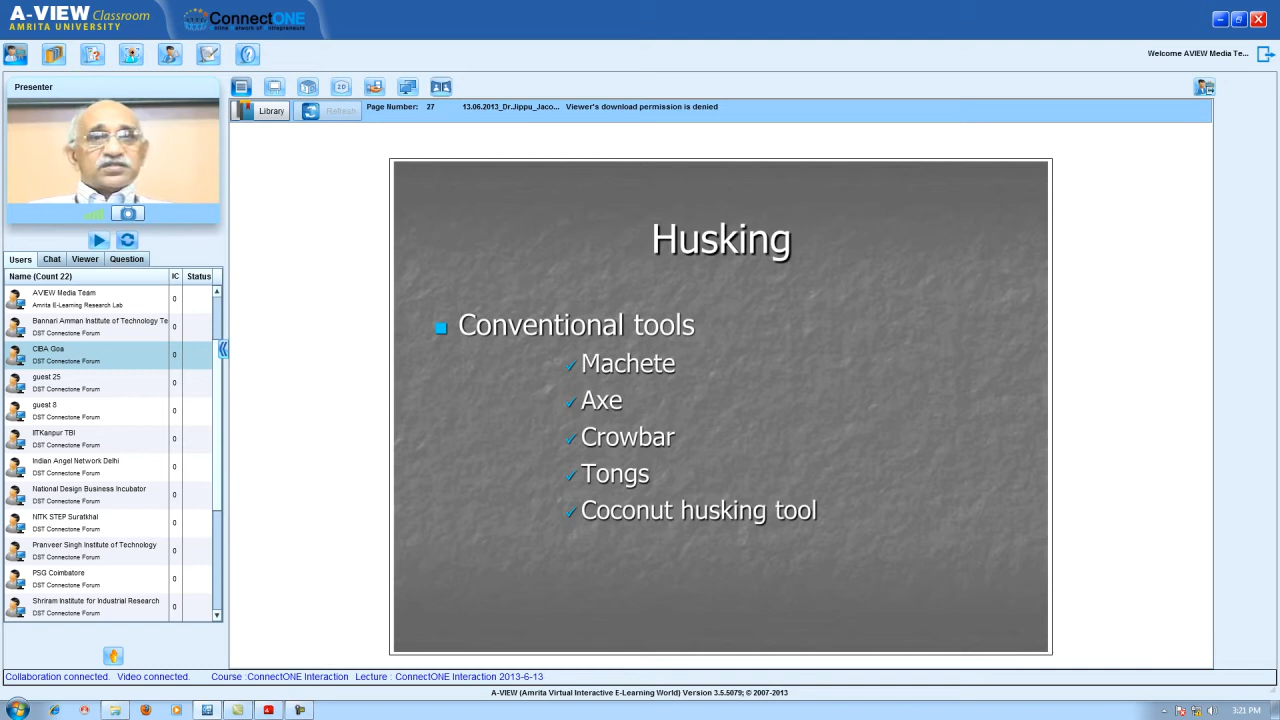 A-VIEW Classroom
AMRITA UNIVERSITY
ConnectONE
Welcome AVIEW Media Te...
Presenter
Library
Refresh
Page Number: 27
13.06.2013_Dr.Jippu_Jaco...
Viewer's download permission is denied
Users
Chat
Viewer
Question
Name (Count 22)
IC
Status
AVIEW Media Team
Amrita E-Learning Research Lab
0
Bannari Amman Institute of Technology Te
DST Connectone Forum
0
CIBA Goa
DST Connectone Forum
0
guest 25
DST Connectone Forum
0
guest 8
DST Connectone Forum
0
IITKanpur TBI
DST Connectone Forum
0
Indian Angel Network Delhi
DST Connectone Forum
0
National Design Business Incubator
DST Connectone Forum
0
NITK STEP Suratkhal
DST Connectone Forum
0
Pranveer Singh Institute of Technology
DST Connectone Forum
0
PSG Coimbatore
DST Connectone Forum
0
Shriram Institute for Industrial Research
DST Connectone Forum
0
Husking
Conventional tools
Machete
Axe
Crowbar
Tongs
Coconut husking tool
Collaboration connected. Video connected. Course :ConnectONE Interaction Lecture : ConnectONE Interaction 2013-6-13
A-VIEW (Amrita Virtual Interactive E-Learning World) Version 3.5.5079; © 2007-2013
3:21 PM